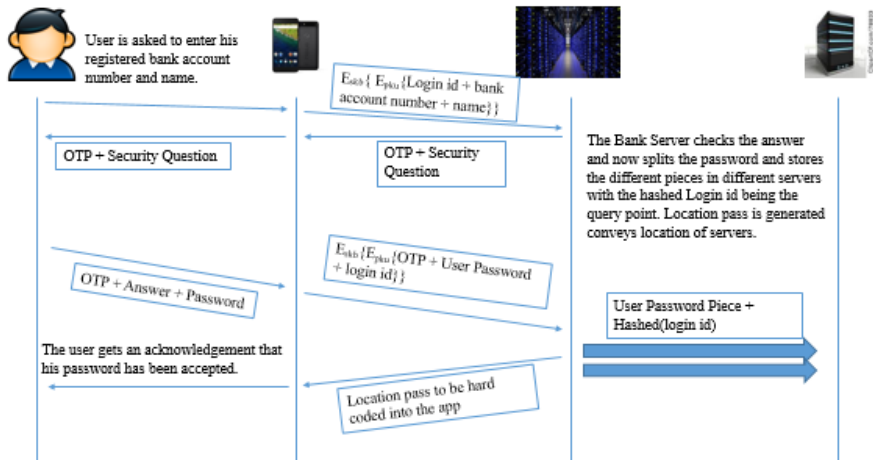 User is asked to enter his
registered bank account
number and name.
Eₛₖb{ Eₚₖᵤ{Login id + bank
account number + name}}
OTP + Security Question
OTP + Security
Question
The Bank Server checks the answer
and now splits the password and stores
the different pieces in different servers
with the hashed Login id being the
query point. Location pass is generated
conveys location of servers.
OTP + Answer + Password
Eₛₖb{Eₚₖᵤ{OTP + User Password
+ login id}}
User Password Piece +
Hashed(login id)
The user gets an acknowledgement that
his password has been accepted.
Location pass to be hard
coded into the app